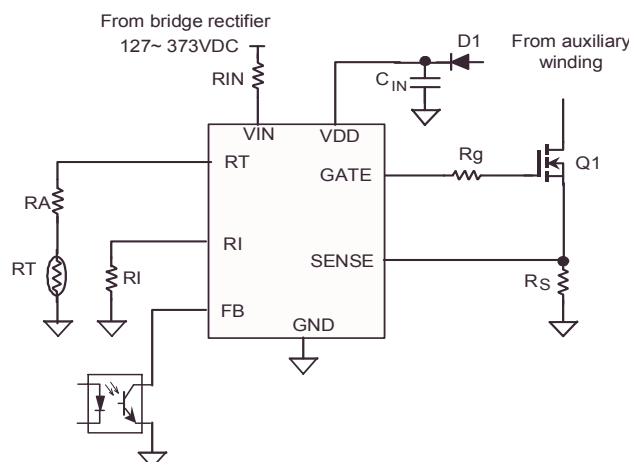 From bridge rectifier
127~ 373VDC
D1
From auxiliary
winding
RIN
CIN
VIN
VDD
RT
GATE
Rg
Q1
RA
RT
RI
RI
SENSE
RS
FB
GND